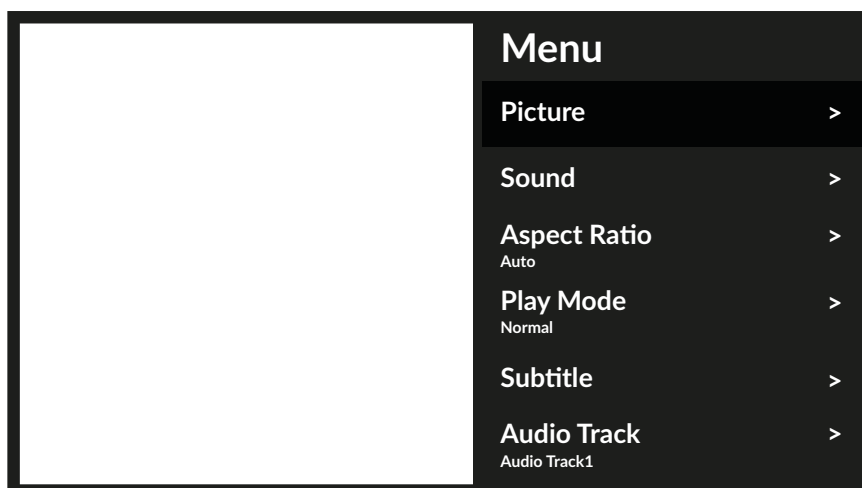 Menu
Picture >
Sound >
Aspect Ratio >
Auto
Play Mode >
Normal
Subtitle >
Audio Track >
Audio Track1